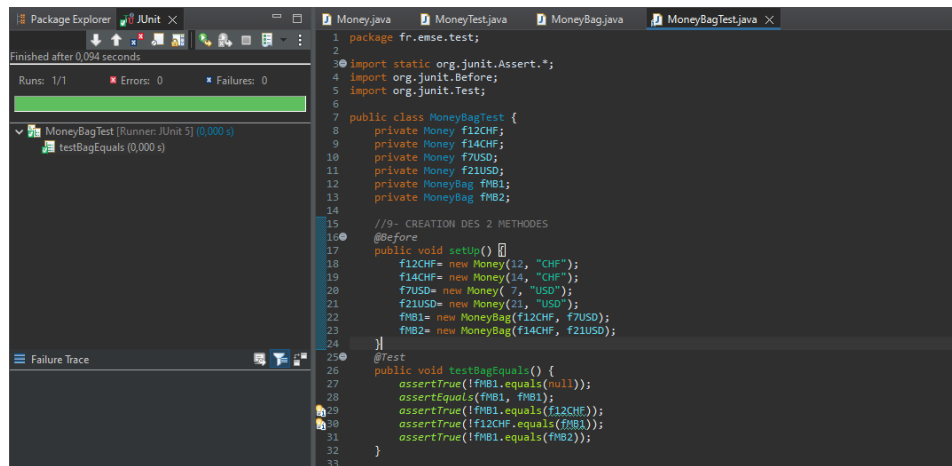 Package Explorer JUnit
Finished after 0,094 seconds
Runs: 1/1 Errors: 0 Failures: 0
MoneyBagTest [Runner: JUnit 5] (0,000 s)
testBagEquals (0,000 s)
Failure Trace
Money.java MoneyTest.java MoneyBag.java MoneyBagTest.java
1 package fr.emse.test;
2
3 import static org.junit.Assert.*;
4 import org.junit.Before;
5 import org.junit.Test;
6
7 public class MoneyBagTest {
8 private Money f12CHF;
9 private Money f14CHF;
10 private Money f7USD;
11 private Money f21USD;
12 private MoneyBag fMB1;
13 private MoneyBag fMB2;
14
15 //9- CREATION DES 2 METHODES
16 @Before
17 public void setUp() {
18 f12CHF= new Money(12, "CHF");
19 f14CHF= new Money(14, "CHF");
20 f7USD= new Money( 7, "USD");
21 f21USD= new Money(21, "USD");
22 fMB1= new MoneyBag(f12CHF, f7USD);
23 fMB2= new MoneyBag(f14CHF, f21USD);
24 }
25 @Test
26 public void testBagEquals() {
27 assertTrue(!fMB1.equals(null));
28 assertEquals(fMB1, fMB1);
29 assertTrue(!fMB1.equals(f12CHF));
30 assertTrue(!f12CHF.equals(fMB1));
31 assertTrue(!fMB1.equals(fMB2));
32 }
33